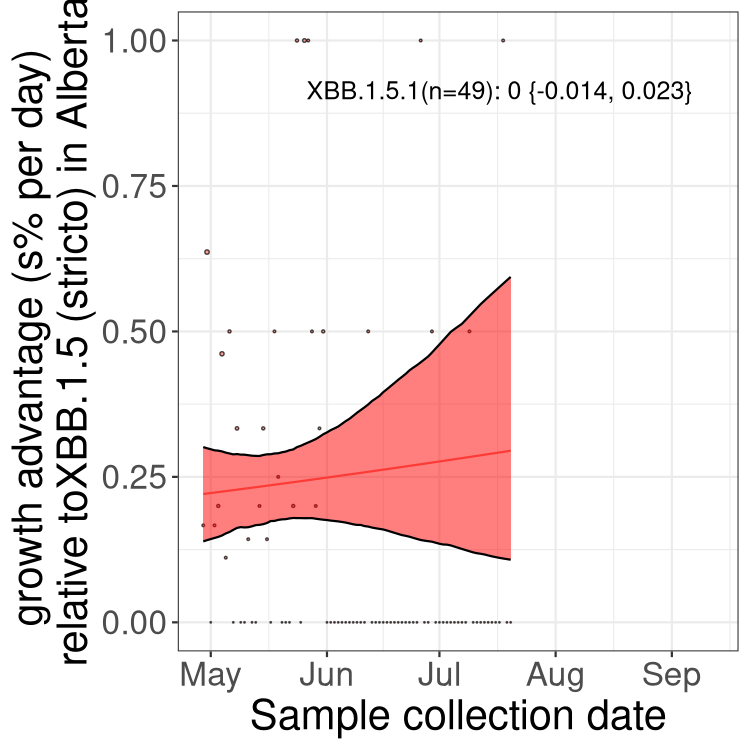 growth advantage (s% per day)
relative toXBB.1.5 (stricto) in Alberta
1.00
0.75
0.50
0.25
0.00
XBB.1.5.1(n=49): 0 {-0.014, 0.023}
May Jun Jul Aug Sep
Sample collection date